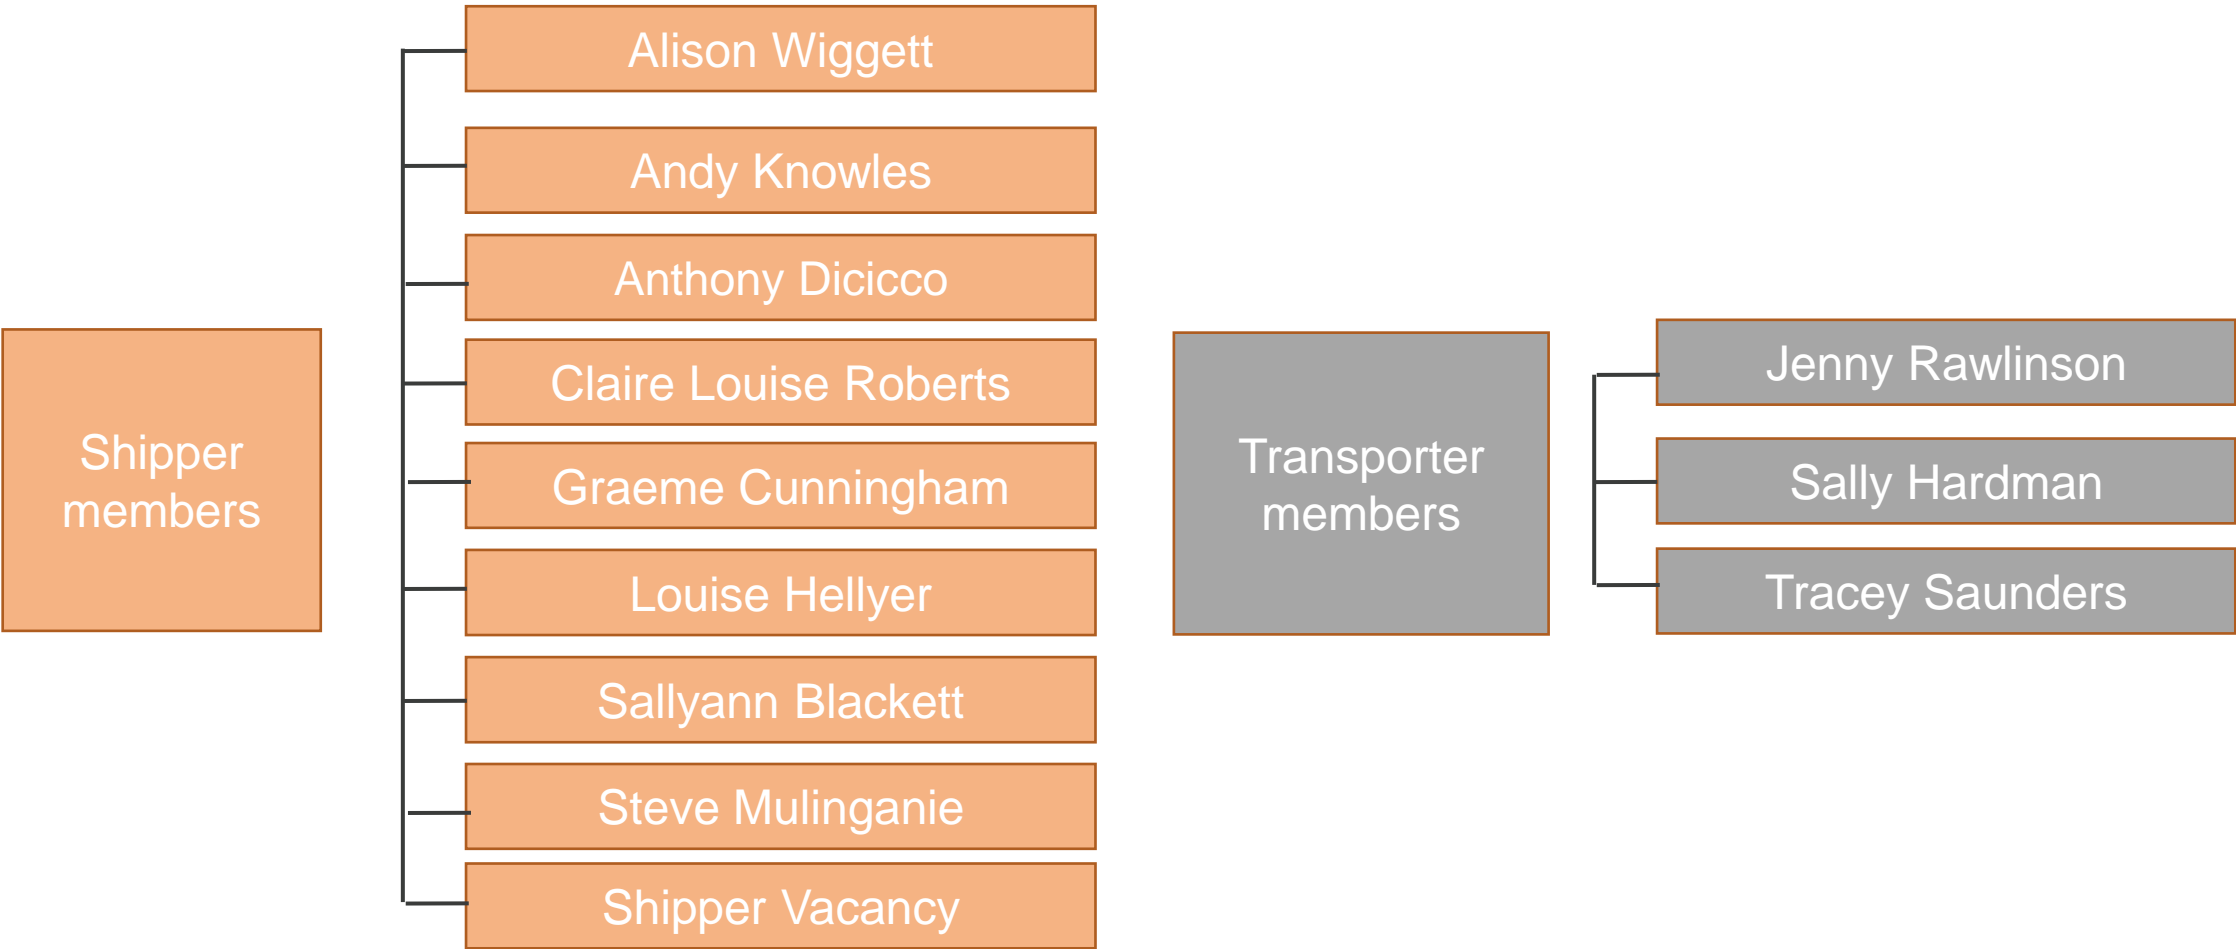 Shipper
members
Alison Wiggett
Andy Knowles
Anthony Dicicco
Claire Louise Roberts
Graeme Cunningham
Louise Hellyer
Sallyann Blackett
Steve Mulinganie
Shipper Vacancy
Transporter
members
Jenny Rawlinson
Sally Hardman
Tracey Saunders